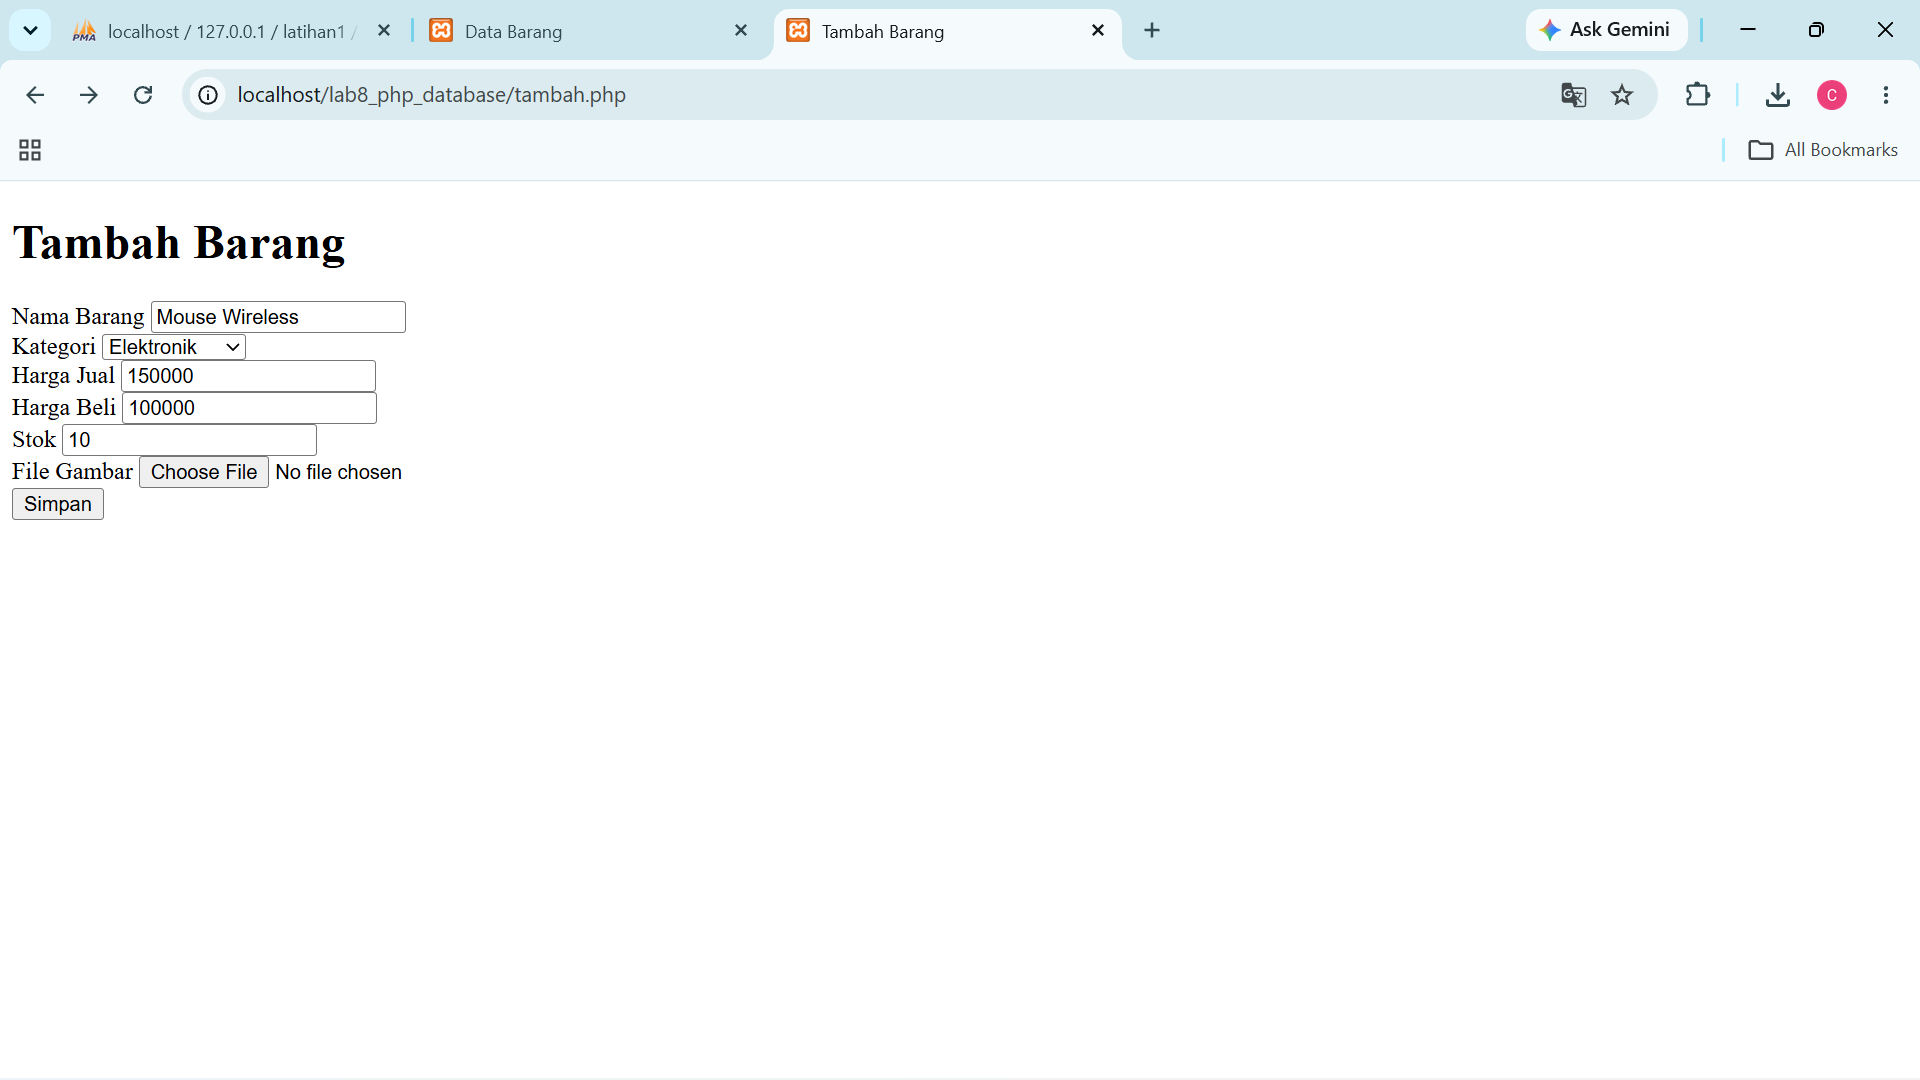 localhost / 127.0.0.1 / latihan1 /
Data Barang
Tambah Barang
Ask Gemini
localhost/lab8_php_database/tambah.php
C
All Bookmarks
Tambah Barang
Nama Barang Mouse Wireless
Kategori Elektronik
Harga Jual 150000
Harga Beli 100000
Stok 10
File Gambar Choose File No file chosen
Simpan